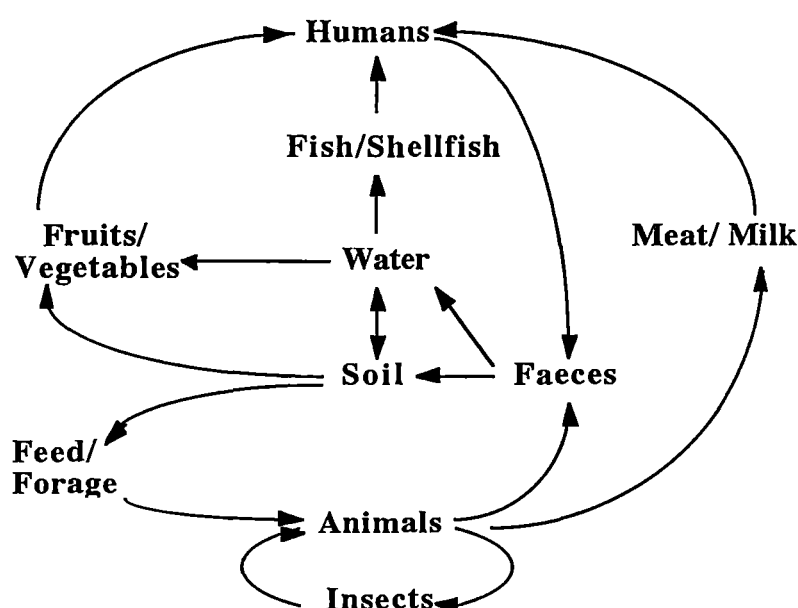 Humans
Fish/Shellfish
Fruits/
Vegetables
Water
Meat/ Milk
Soil
Faeces
Feed/
Forage
Animals
Insects